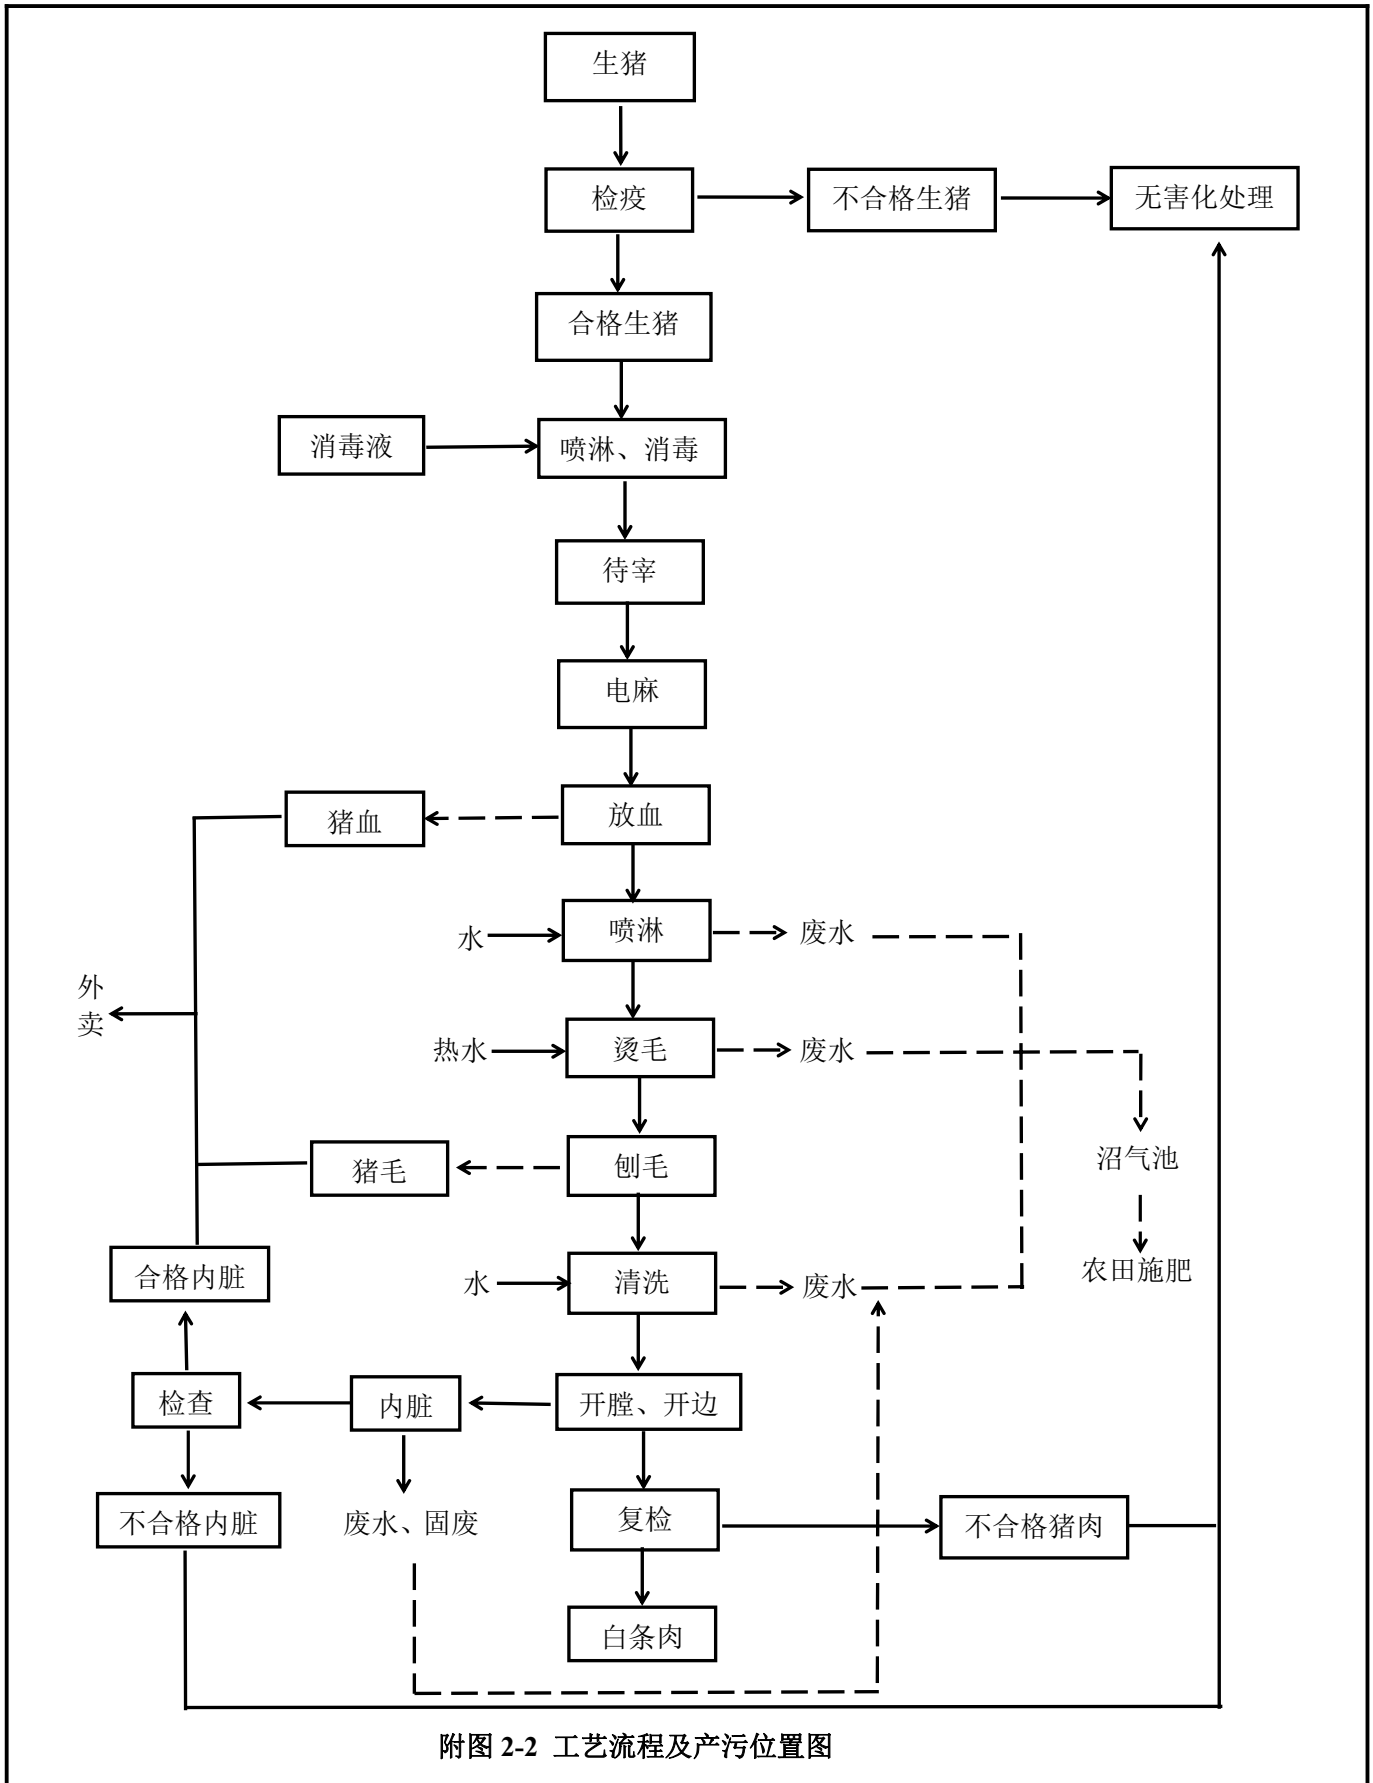 生猪
检疫
不合格生猪
无害化处理
合格生猪
消毒液
喷淋、消毒
待宰
电麻
猪血
放血
水
喷淋
废水
外
卖
热水
烫毛
废水
猪毛
刨毛
沼气池
合格内脏
水
清洗
废水
农田施肥
检查
内脏
开膛、开边
不合格内脏
废水、固废
复检
不合格猪肉
白条肉
附图 2-2 工艺流程及产污位置图